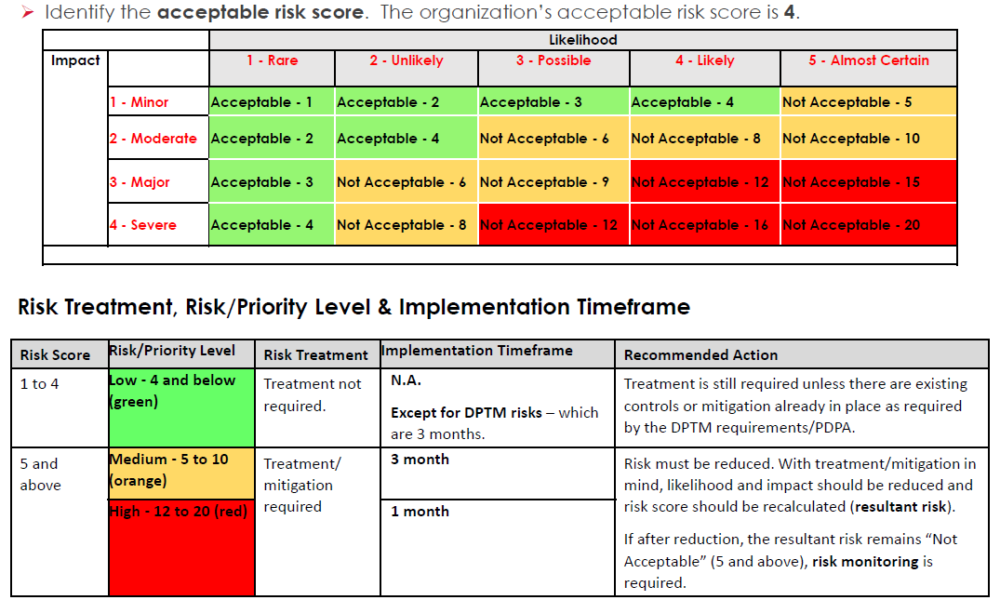 ➢ Identify the acceptable risk score. The organization’s acceptable risk score is 4.
Likelihood
Impact 1 - Rare 2 - Unlikely 3 - Possible 4 - Likely 5 - Almost Certain
1 - Minor Acceptable - 1 Acceptable - 2 Acceptable - 3 Acceptable - 4 Not Acceptable - 5
2 - Moderate Acceptable - 2 Acceptable - 4 Not Acceptable - 6 Not Acceptable - 8 Not Acceptable - 10
3 - Major Acceptable - 3 Not Acceptable - 6 Not Acceptable - 9 Not Acceptable - 12 Not Acceptable - 15
4 - Severe Acceptable - 4 Not Acceptable - 8 Not Acceptable - 12 Not Acceptable - 16 Not Acceptable - 20
Risk Treatment, Risk/Priority Level & Implementation Timeframe
Risk Score Risk/Priority Level Risk Treatment Implementation Timeframe Recommended Action
1 to 4
Low - 4 and below
(green)
Treatment not
required.
N.A.
Except for DPTM risks – which
are 3 months.
Treatment is still required unless there are existing
controls or mitigation already in place as required
by the DPTM requirements/PDPA.
5 and
above
Medium - 5 to 10
(orange)
High - 12 to 20 (red)
Treatment/
mitigation
required
3 month
1 month
Risk must be reduced. With treatment/mitigation in
mind, likelihood and impact should be reduced and
risk score should be recalculated (resultant risk).
If after reduction, the resultant risk remains “Not
Acceptable” (5 and above), risk monitoring is
required.